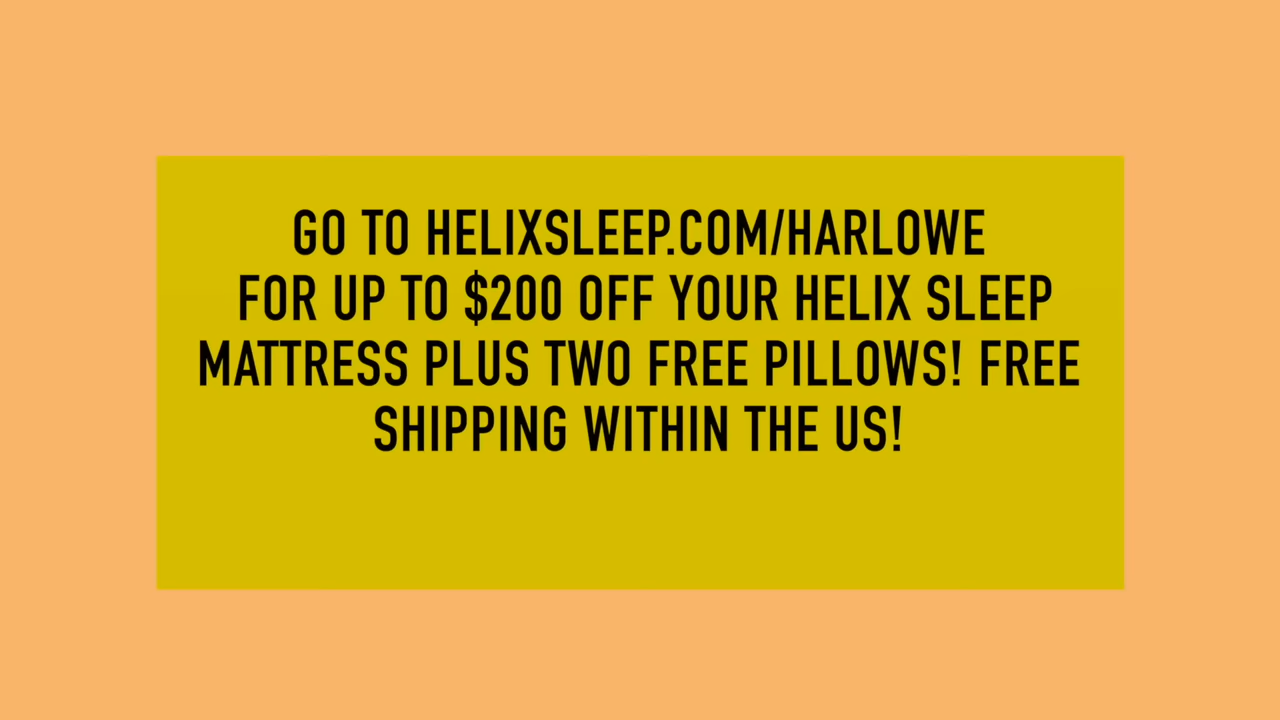 GO TO HELIXSLEEP.COM/HARLOWE
FOR UP TO $200 OFF YOUR HELIX SLEEP
MATTRESS PLUS TWO FREE PILLOWS! FREE
SHIPPING WITHIN THE US!